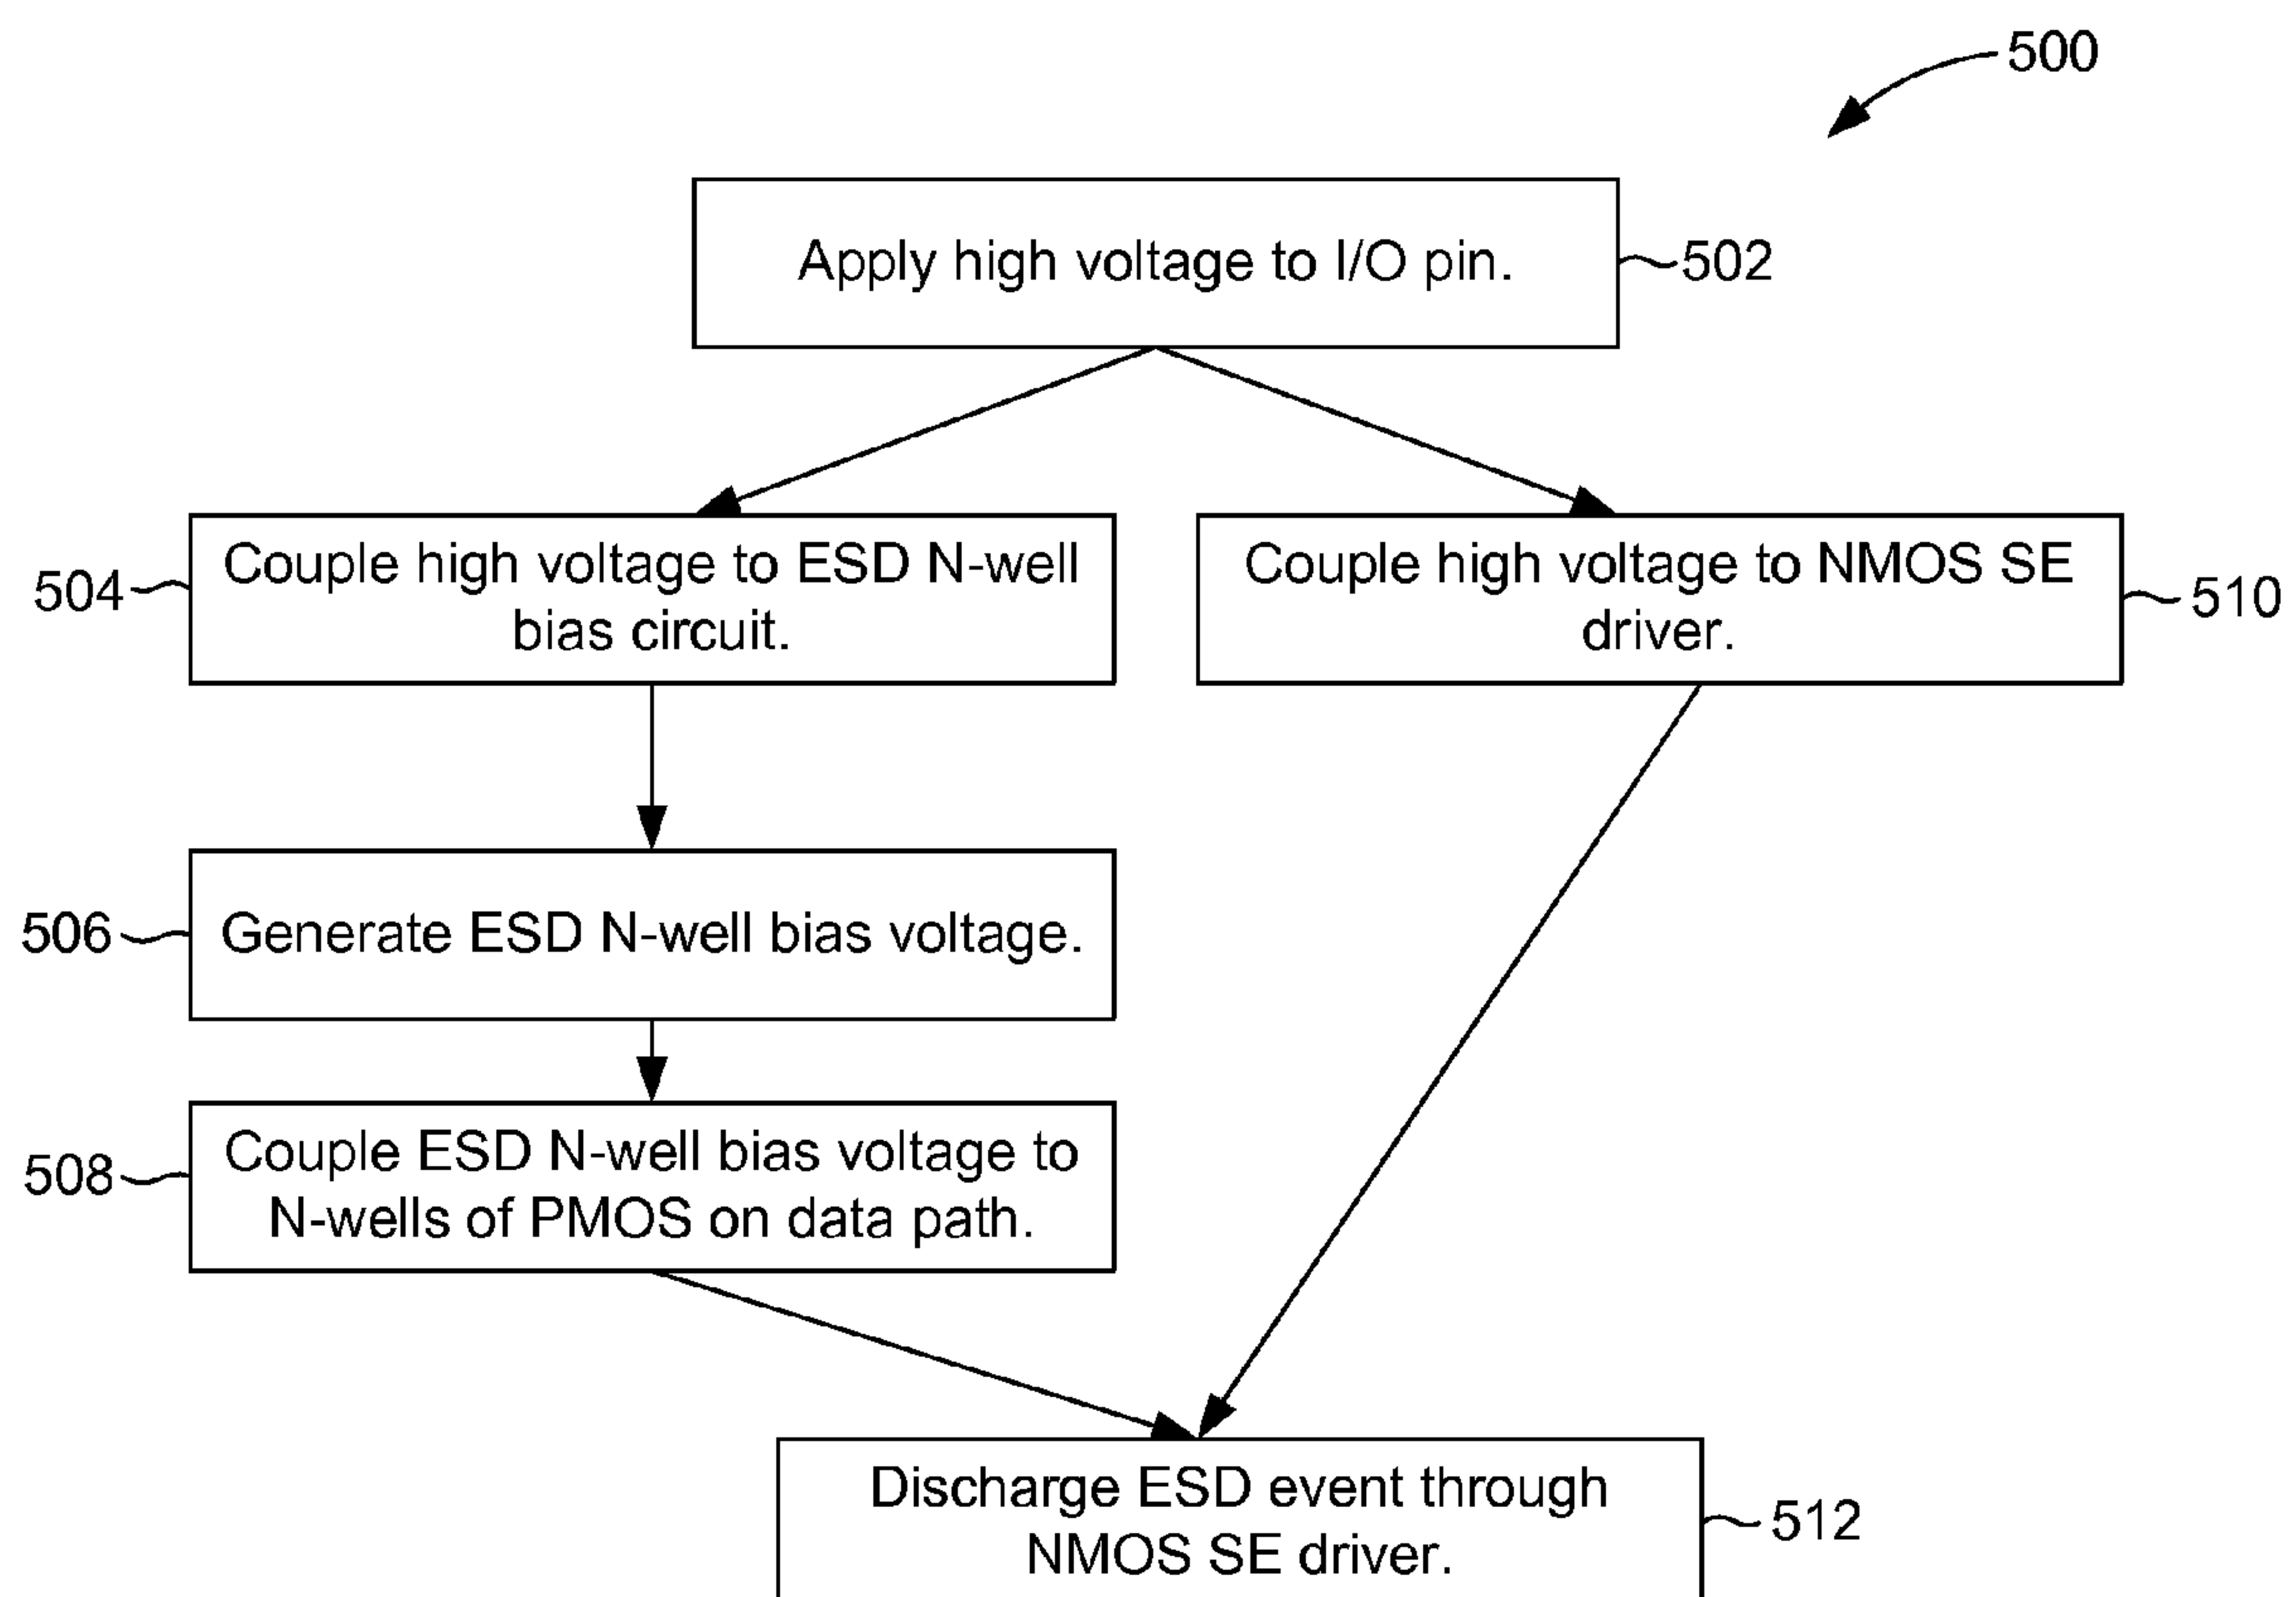 500
Apply high voltage to I/O pin.
502
504
Couple high voltage to ESD N-well
bias circuit.
Couple high voltage to NMOS SE
driver.
510
506
Generate ESD N-well bias voltage.
508
Couple ESD N-well bias voltage to
N-wells of PMOS on data path.
Discharge ESD event through
NMOS SE driver.
512